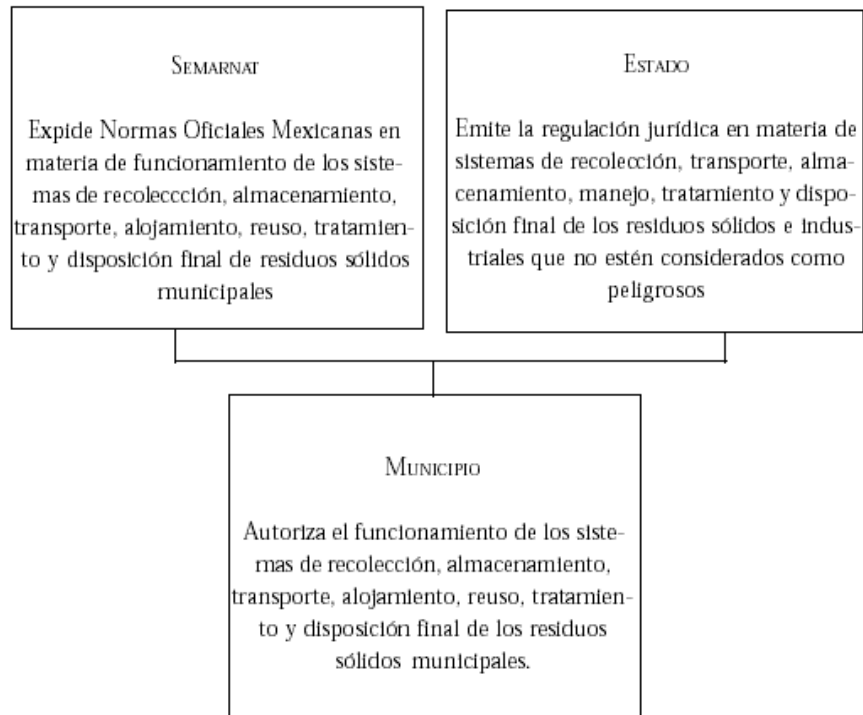 SEMARNAT
Expide Normas Oficiales Mexicanas en
materia de funcionamiento de los siste-
mas de recoleccción, almacenamiento,
transporte, alojamiento, reuso, tratamien-
to y disposición final de residuos sólidos
municipales
ESTADO
Emite la regulación jurídica en materia de
sistemas de recolección, transporte, alma-
cenamiento, manejo, tratamiento y dispo-
sición final de los residuos sólidos e indus-
triales que no estén considerados como
peligrosos
MUNICIPIO
Autoriza el funcionamiento de los siste-
mas de recolección, almacenamiento,
transporte, alojamiento, reuso, tratamien-
to y disposición final de los residuos
sólidos municipales.